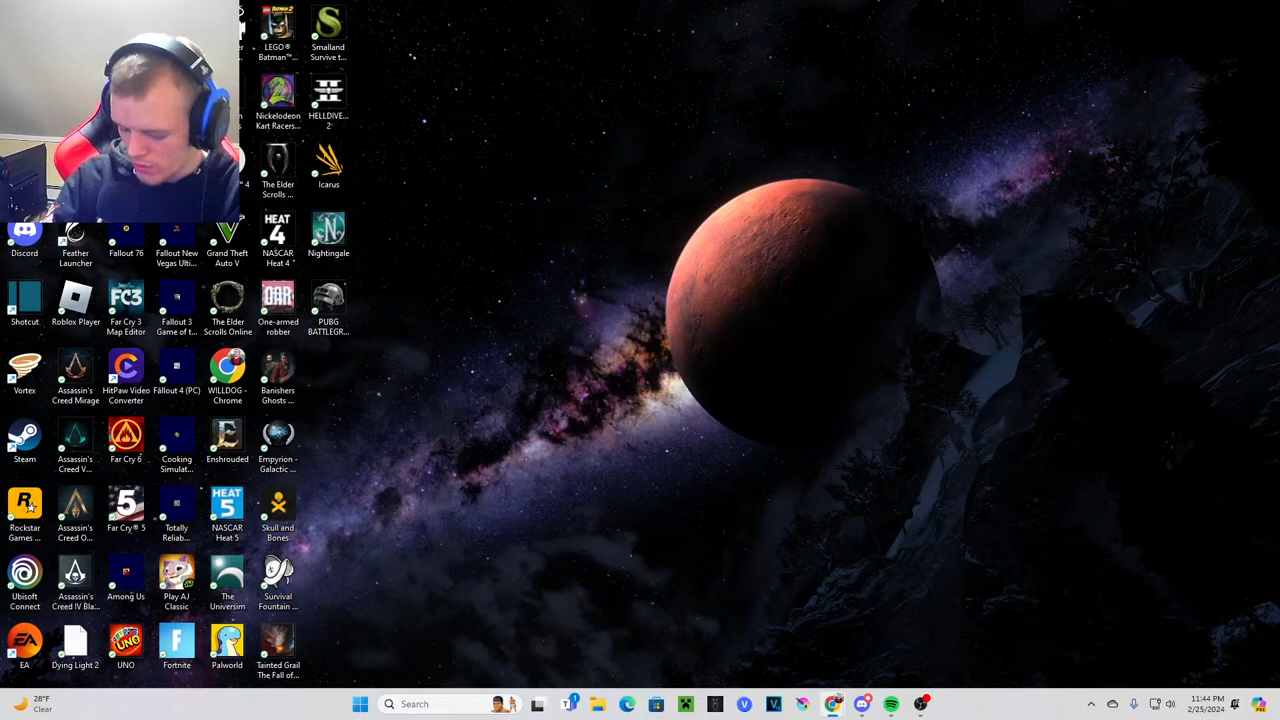 LEGO®
Batman™...
Smalland
Survive t...
Nickelodeon
Kart Racers...
HELLDIVE...
2
The Elder
Scrolls ...
Icarus
™ 4
HEAT
4
Discord
Feather
Launcher
Fallout 76
Fallout New
Vegas Ulti...
Grand Theft
Auto V
NASCAR
Heat 4
Nightingale
FC3
OAR
Shotcut
Roblox Player
Far Cry 3
Map Editor
Fallout 3
Game of t...
The Elder
Scrolls Online
One-armed
robber
PUBG
BATTLEGR...
Vortex
Assassin's
Creed Mirage
HitPaw Video
Converter
Fallout 4 (PC)
WILLDOG -
Chrome
Banishers
Ghosts ...
Steam
Assassin's
Creed V...
Far Cry 6
Cooking
Simulat...
Enshrouded
Empyrion -
Galactic ...
5
HEAT
5
Rockstar
Games ...
Assassin's
Creed O...
Far Cry® 5
Totally
Reliab...
NASCAR
Heat 5
Skull and
Bones
Ubisoft
Connect
Assassin's
Creed IV Bla...
Among Us
Play AJ
Classic
The
Universim
Survival
Fountain ...
EA
UNO
EA
Dying Light 2
UNO
Fortnite
Palworld
Tainted Grail
The Fall of...
28°F
Clear
Search
11:44 PM
2/25/2024